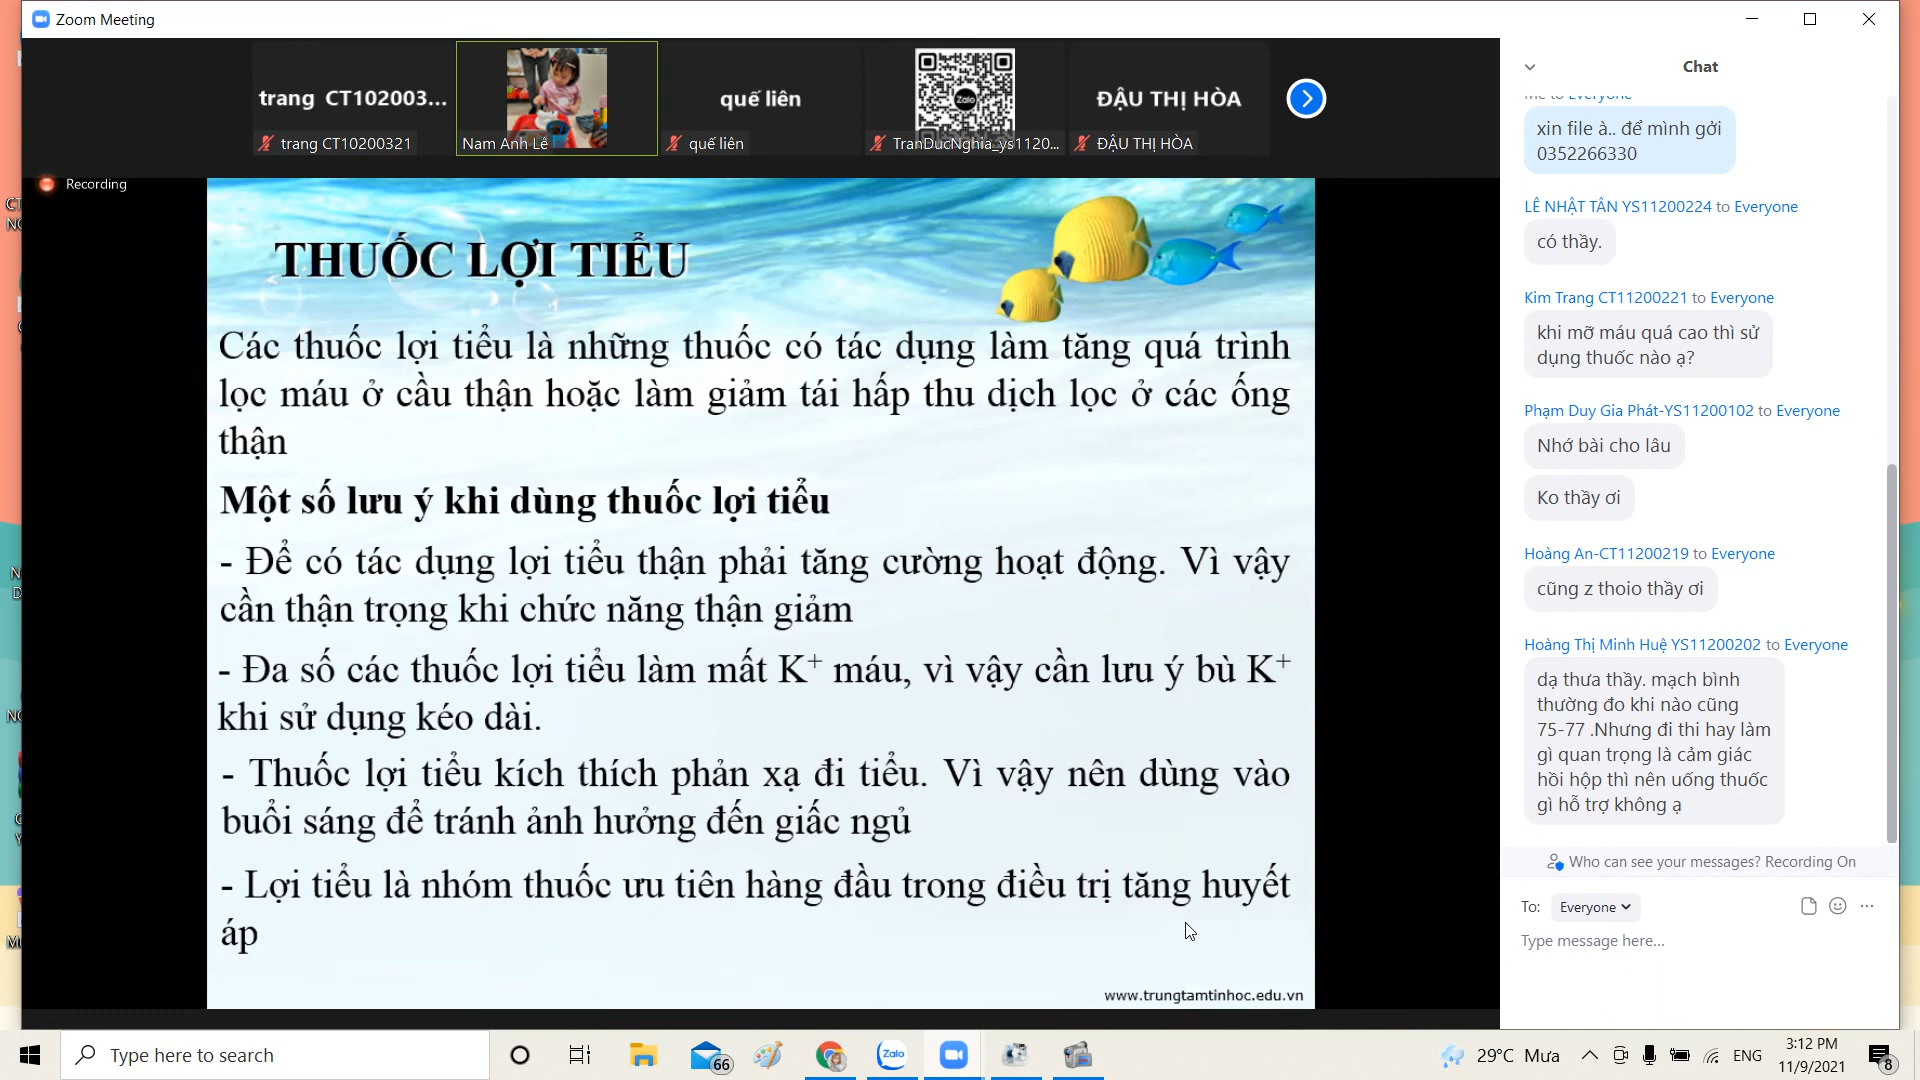 Zoom Meeting
trang CT102003...
quế liên
Zalo
ĐẬU THỊ HÒA
trang CT10200321
Nam Anh Lê
quế liên
TranDucNghia_ys1120...
ĐẬU THỊ HÒA
Recording
THUỐC LỢI TIỂU
Các thuốc lợi tiểu là những thuốc có tác dụng làm tăng quá trình
lọc máu ở cầu thận hoặc làm giảm tái hấp thu dịch lọc ở các ống
thận
Một số lưu ý khi dùng thuốc lợi tiểu
- Để có tác dụng lợi tiểu thận phải tăng cường hoạt động. Vì vậy
cần thận trọng khi chức năng thận giảm
- Đa số các thuốc lợi tiểu làm mất K⁺ máu, vì vậy cần lưu ý bù K⁺
khi sử dụng kéo dài.
- Thuốc lợi tiểu kích thích phản xạ đi tiểu. Vì vậy nên dùng vào
buổi sáng để tránh ảnh hưởng đến giấc ngủ
- Lợi tiểu là nhóm thuốc ưu tiên hàng đầu trong điều trị tăng huyết
áp
www.trungtamtinhoc.edu.vn
Chat
Me to Everyone
xin file à.. để mình gởi
0352266330
LÊ NHẬT TÂN YS11200224 to Everyone
có thầy.
Kim Trang CT11200221 to Everyone
khi mỡ máu quá cao thì sử
dụng thuốc nào ạ?
Phạm Duy Gia Phát-YS11200102 to Everyone
Nhớ bài cho lâu
Ko thầy ơi
Hoàng An-CT11200219 to Everyone
cũng z thoio thầy ơi
Hoàng Thị Minh Huệ YS11200202 to Everyone
dạ thưa thầy. mạch bình
thường đo khi nào cũng
75-77 .Nhưng đi thi hay làm
gì quan trọng là cảm giác
hồi hộp thì nên uống thuốc
gì hỗ trợ không ạ
Who can see your messages? Recording On
To: Everyone
Type message here...
Type here to search
66
Zalo
29°C Mưa
ENG
3:12 PM
11/9/2021
8